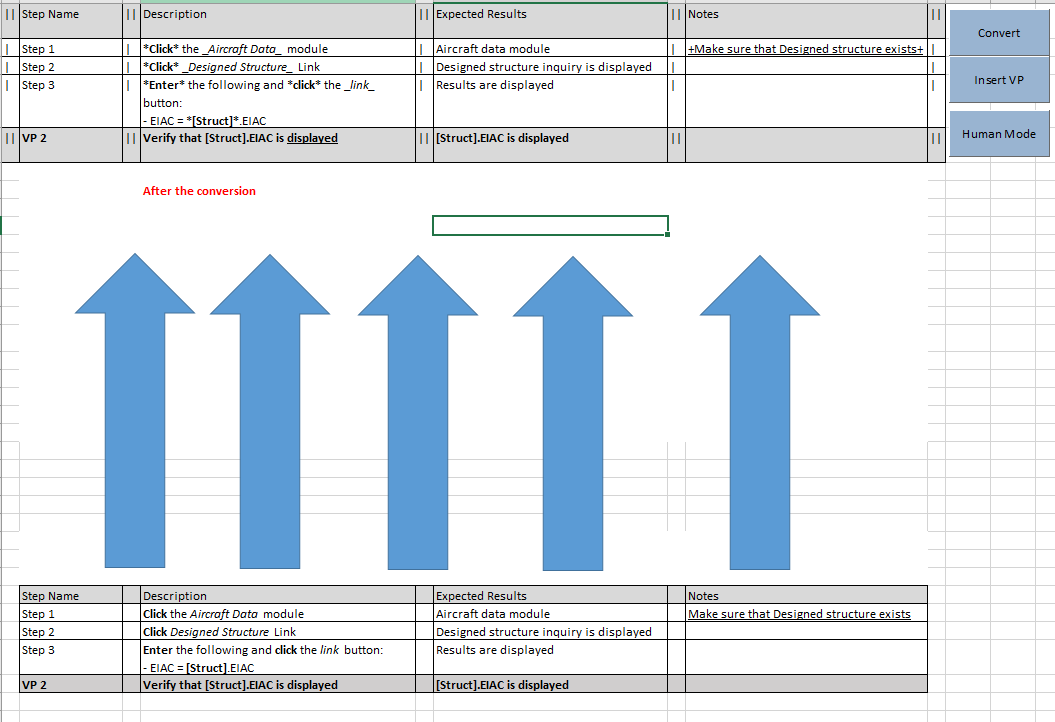 || Step Name || Description || Expected Results || Notes ||
Convert
| Step 1 | *Click* the _Aircraft Data_ module | Aircraft data module | +Make sure that Designed structure exists+ |
| Step 2 | *Click* _Designed Structure_ Link | Designed structure inquiry is displayed | |
Insert VP
| Step 3 | *Enter* the following and *click* the _link_ | Results are displayed | |
button:
- EIAC = *[Struct]*.EIAC
|| VP 2 || Verify that [Struct].EIAC is displayed || [Struct].EIAC is displayed || ||
Human Mode
After the conversion
Step Name Description Expected Results Notes
Step 1 Click the Aircraft Data module Aircraft data module Make sure that Designed structure exists
Step 2 Click Designed Structure Link Designed structure inquiry is displayed
Step 3 Enter the following and click the link button: Results are displayed
- EIAC = [Struct].EIAC
VP 2 Verify that [Struct].EIAC is displayed [Struct].EIAC is displayed